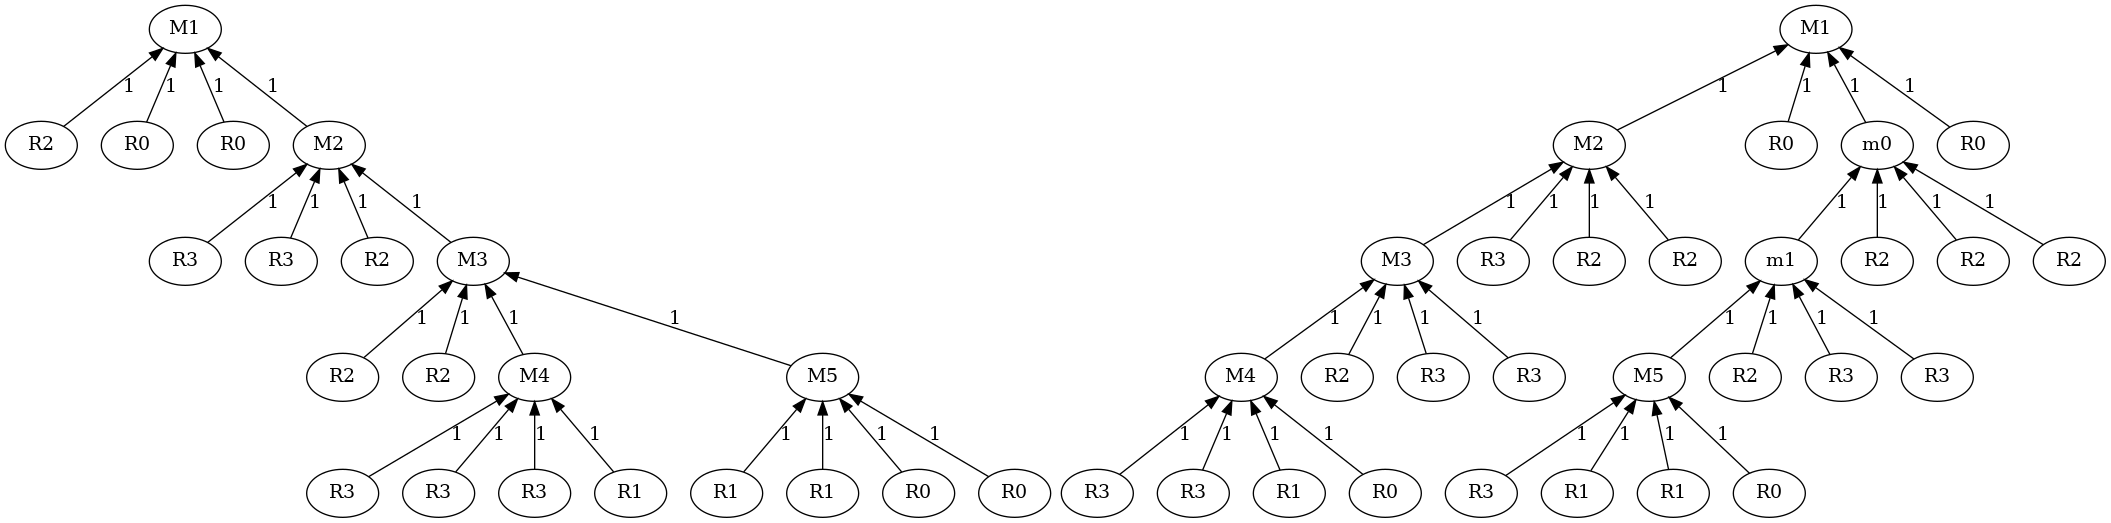 M1 M1
1 1 1 1 1 1 1 1
R2 R0 R0 M2 M2 R0 m0 R0
1 1 1 1 1 1 1 1 1 1 1 1
R3 R3 R2 M3 M3 R3 R2 R2 m1 R2 R2 R2
1 1 1 1 1 1 1 1 1 1 1 1
R2 R2 M4 M5 M4 R2 R3 R3 M5 R2 R3 R3
1 1 1 1 1 1 1 1 1 1 1 1 1 1 1 1
R3 R3 R3 R1 R1 R1 R0 R0 R3 R3 R1 R0 R3 R1 R1 R0